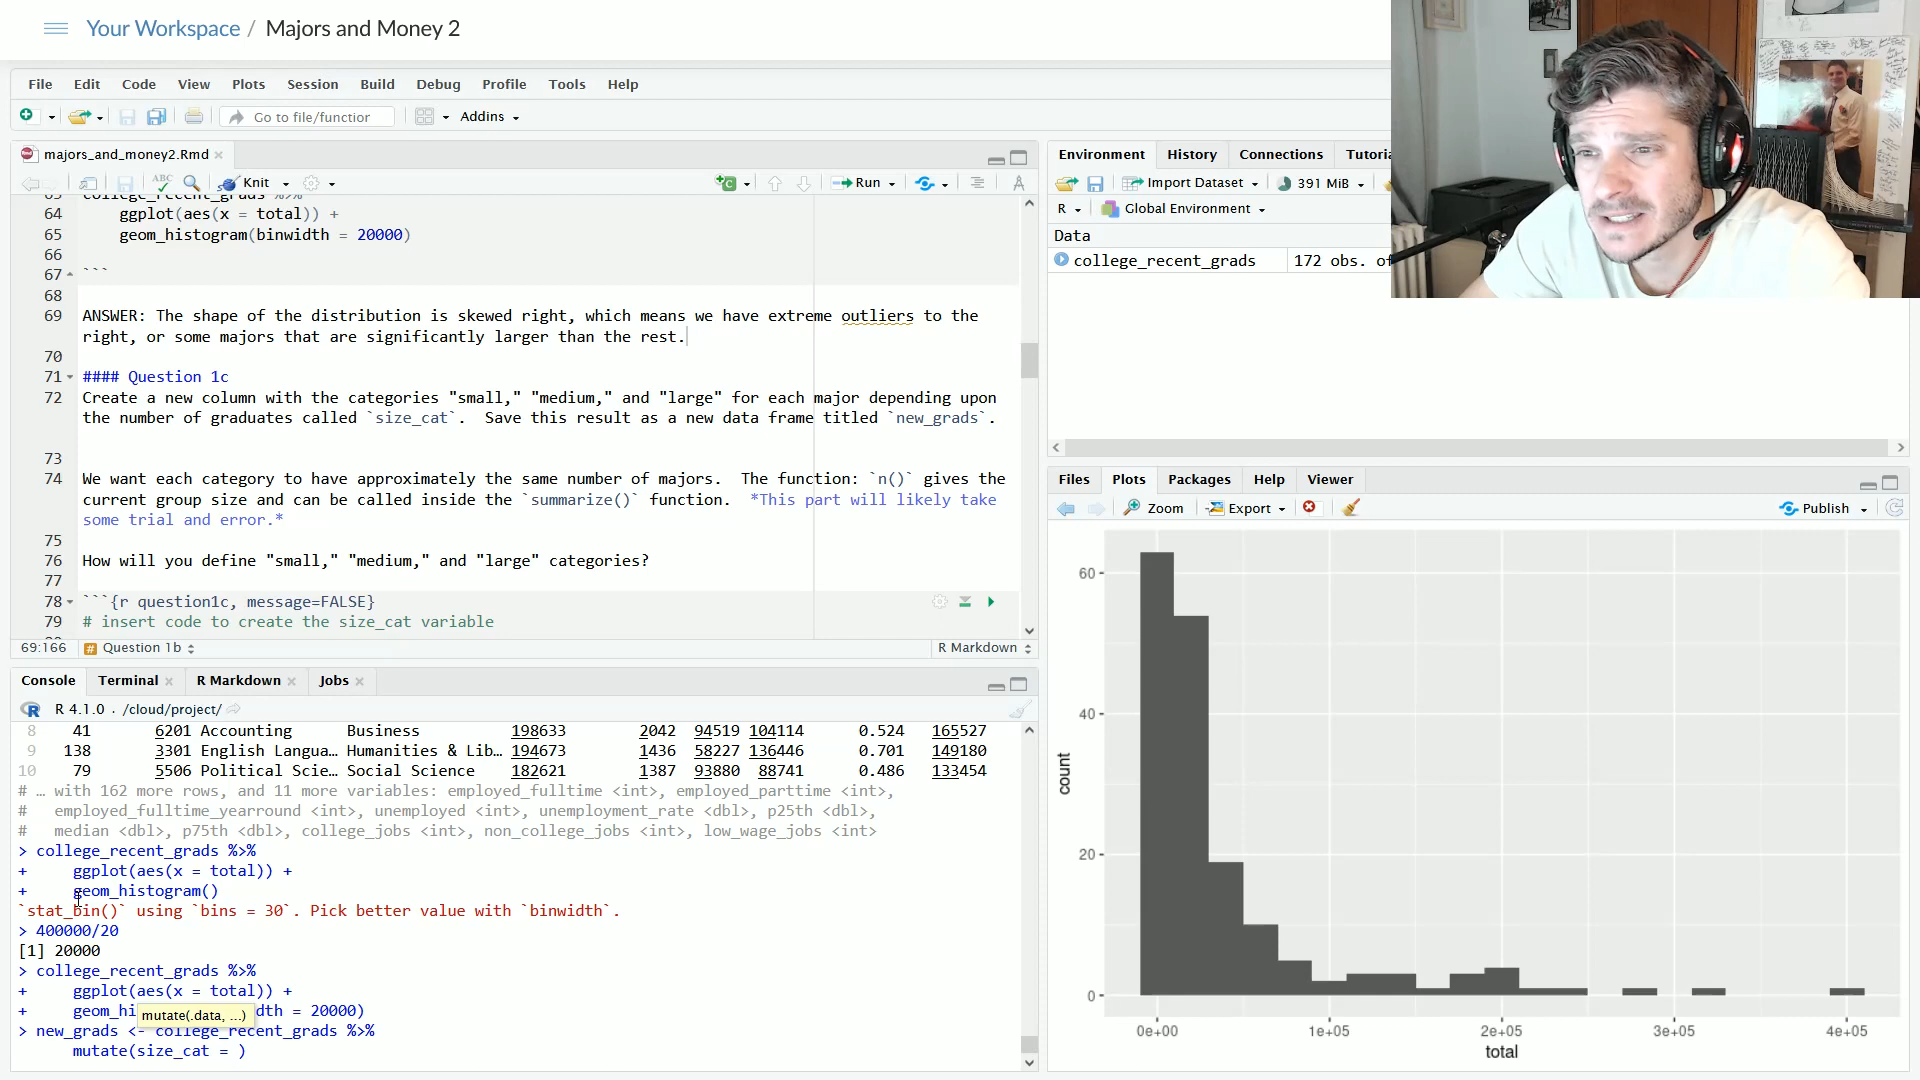 Your Workspace / Majors and Money 2
File Edit Code View Plots Session Build Debug Profile Tools Help
Go to file/function Addins
majors_and_money2.Rmd
ABC Knit Run
64 ggplot(aes(x = total)) +
65 geom_histogram(binwidth = 20000)
66
67 ```
68
69 ANSWER: The shape of the distribution is skewed right, which means we have extreme outliers to the
right, or some majors that are significantly larger than the rest.
70
71 #### Question 1c
72 Create a new column with the categories "small," "medium," and "large" for each major depending upon
the number of graduates called `size_cat`.  Save this result as a new data frame titled `new_grads`.
73
74 We want each category to have approximately the same number of majors.  The function: `n()` gives the
current group size and can be called inside the `summarize()` function.  *This part will likely take
some trial and error.*
75
76 How will you define "small," "medium," and "large" categories?
77
78 ```{r question1c, message=FALSE}
79 # insert code to create the size_cat variable
69:166 Question 1b R Markdown
Console Terminal R Markdown Jobs
R 4.1.0 . /cloud/project/
8 41 6201 Accounting Business 198633 2042 94519 104114 0.524 165527
9 138 3301 English Langua… Humanities & Lib… 194673 1436 58227 136446 0.701 149180
10 79 5506 Political Scie… Social Science 182621 1387 93880 88741 0.486 133454
# … with 162 more rows, and 11 more variables: employed_fulltime <int>, employed_parttime <int>,
#   employed_fulltime_yearround <int>, unemployed <int>, unemployment_rate <dbl>, p25th <dbl>,
#   median <dbl>, p75th <dbl>, college_jobs <int>, non_college_jobs <int>, low_wage_jobs <int>
> college_recent_grads %>%
+ ggplot(aes(x = total)) +
+ geom_histogram()
`stat_bin()` using `bins = 30`. Pick better value with `binwidth`.
> 400000/20
[1] 20000
> college_recent_grads %>%
+ ggplot(aes(x = total)) +
+ geom_hi dth = 20000)
mutate(.data, ...)
> new_grads <- college_recent_grads %>%
mutate(size_cat = )
Environment History Connections Tutoria
Import Dataset 391 MiB
R Global Environment
Data
college_recent_grads 172 obs. of
Files Plots Packages Help Viewer
Zoom Export Publish
60
40
20
0
count
0e+00 1e+05 2e+05 3e+05 4e+05
total